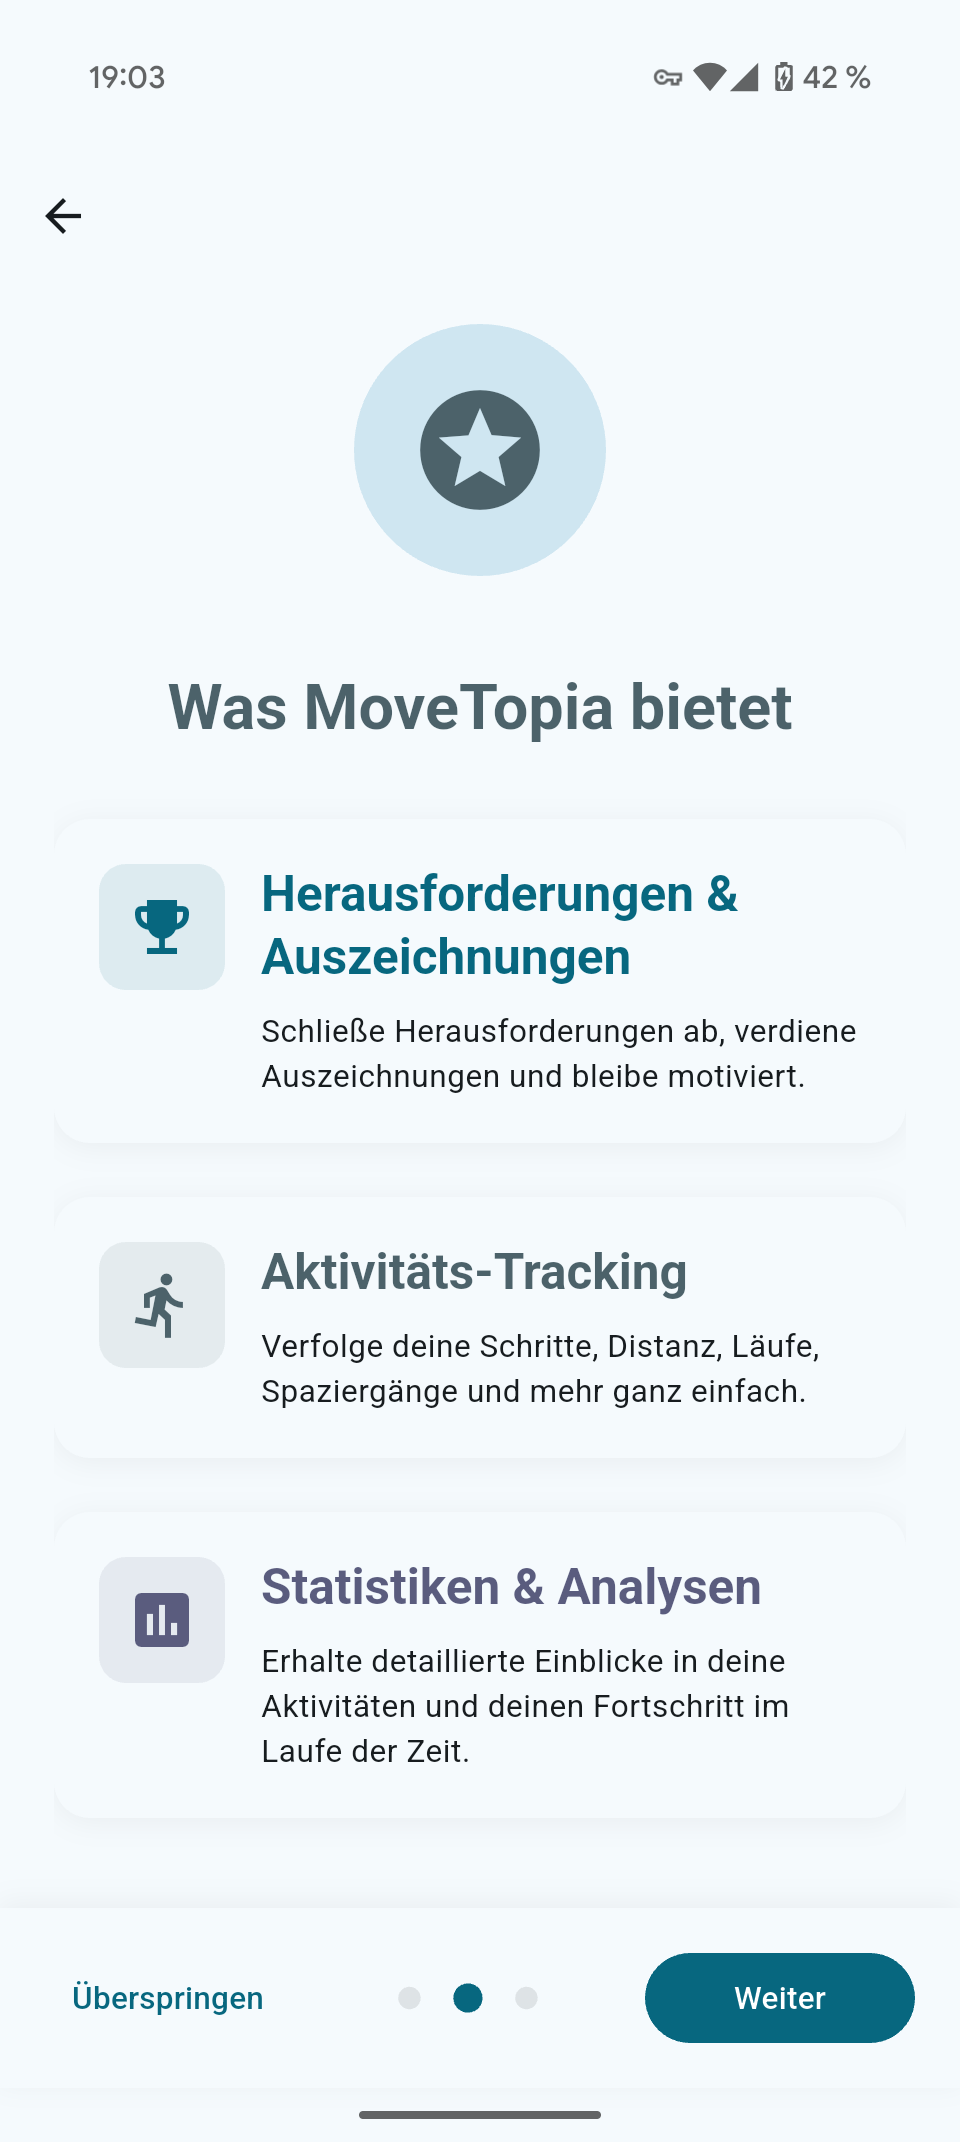 19:03
42 %
Was MoveTopia bietet
Herausforderungen &
Auszeichnungen
Schließe Herausforderungen ab, verdiene
Auszeichnungen und bleibe motiviert.
Aktivitäts-Tracking
Verfolge deine Schritte, Distanz, Läufe,
Spaziergänge und mehr ganz einfach.
Statistiken & Analysen
Erhalte detaillierte Einblicke in deine
Aktivitäten und deinen Fortschritt im
Laufe der Zeit.
Überspringen
Weiter